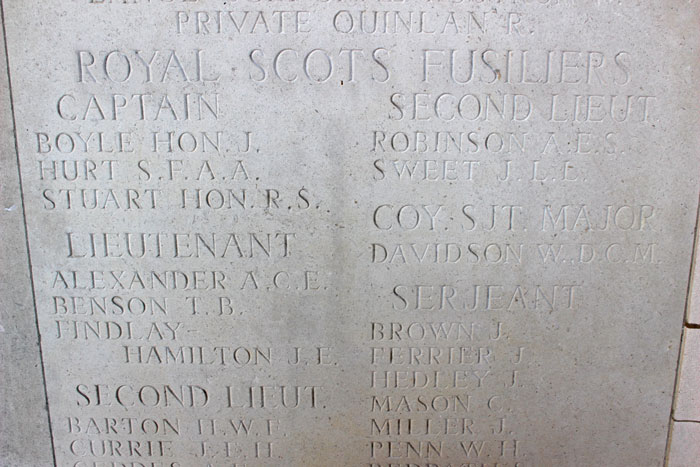 PRIVATE QUINLAN R.
ROYAL SCOTS FUSILIERS
CAPTAIN
BOYLE HON. J.
HURT S.F.A.A.
STUART HON. R.S.
LIEUTENANT
ALEXANDER A.C.E.
BENSON T.B.
FINDLAY-
HAMILTON J.E.
SECOND LIEUT.
BARTON H.W.F.
CURRIE J.D.H.
SECOND LIEUT.
ROBINSON A.E.S.
SWEET J.L.L.
COY. SJT. MAJOR
DAVIDSON W., D.C.M.
SERJEANT
BROWN J.
FERRIER J.
HEDLEY J.
MASON C.
MILLER J.
PENN W.H.